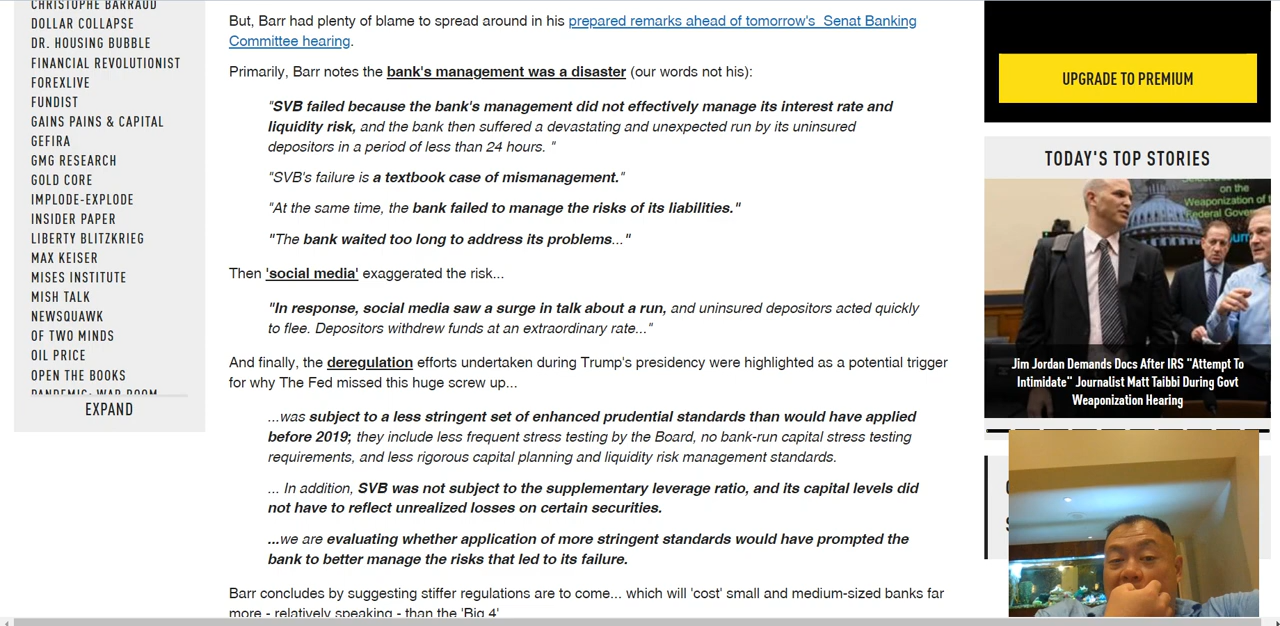 CHRISTOPHE BARRAUD
DOLLAR COLLAPSE
DR. HOUSING BUBBLE
FINANCIAL REVOLUTIONIST
FOREXLIVE
FUNDIST
GAINS PAINS & CAPITAL
GEFIRA
GMG RESEARCH
GOLD CORE
IMPLODE-EXPLODE
INSIDER PAPER
LIBERTY BLITZKRIEG
MAX KEISER
MISES INSTITUTE
MISH TALK
NEWSQUAWK
OF TWO MINDS
OIL PRICE
OPEN THE BOOKS
PANDEMIC: WAR ROOM
EXPAND
But, Barr had plenty of blame to spread around in his prepared remarks ahead of tomorrow's Senat Banking
Committee hearing.
Primarily, Barr notes the bank's management was a disaster (our words not his):
"SVB failed because the bank's management did not effectively manage its interest rate and
liquidity risk, and the bank then suffered a devastating and unexpected run by its uninsured
depositors in a period of less than 24 hours. "
"SVB's failure is a textbook case of mismanagement."
"At the same time, the bank failed to manage the risks of its liabilities."
"The bank waited too long to address its problems..."
Then 'social media' exaggerated the risk...
"In response, social media saw a surge in talk about a run, and uninsured depositors acted quickly
to flee. Depositors withdrew funds at an extraordinary rate..."
And finally, the deregulation efforts undertaken during Trump's presidency were highlighted as a potential trigger
for why The Fed missed this huge screw up...
...was subject to a less stringent set of enhanced prudential standards than would have applied
before 2019; they include less frequent stress testing by the Board, no bank-run capital stress testing
requirements, and less rigorous capital planning and liquidity risk management standards.
... In addition, SVB was not subject to the supplementary leverage ratio, and its capital levels did
not have to reflect unrealized losses on certain securities.
...we are evaluating whether application of more stringent standards would have prompted the
bank to better manage the risks that led to its failure.
Barr concludes by suggesting stiffer regulations are to come... which will 'cost' small and medium-sized banks far
more - relatively speaking - than the 'Big 4'
UPGRADE TO PREMIUM
TODAY'S TOP STORIES
on the
Weaponization of
Federal
Jim Jordan Demands Docs After IRS "Attempt To
Intimidate" Journalist Matt Taibbi During Govt
Weaponization Hearing